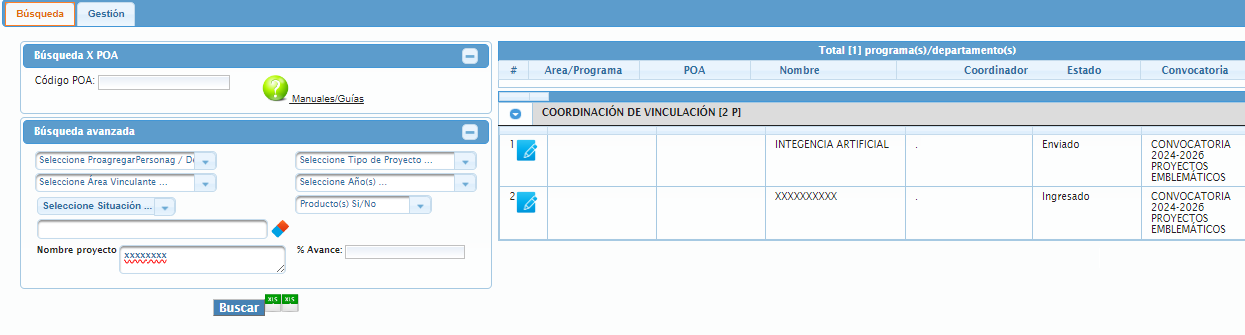 Búsqueda
Gestión
Búsqueda X POA
Código POA:
Manuales/Guías
Búsqueda avanzada
Seleccione ProagregarPersonag / De
Seleccione Tipo de Proyecto ...
Seleccione Área Vinculante ...
Seleccione Año(s) ...
Seleccione Situación ...
Producto(s) Si/No
Nombre proyecto
xxxxxxxx
% Avance:
Buscar
XLS
XLS
Total [1] programa(s)/departamento(s)
# Area/Programa POA Nombre Coordinador Estado Convocatoria
COORDINACIÓN DE VINCULACIÓN [2 P]
1 INTEGENCIA ARTIFICIAL . Enviado CONVOCATORIA
2024-2026
PROYECTOS
EMBLEMÁTICOS
2 XXXXXXXXXX . Ingresado CONVOCATORIA
2024-2026
PROYECTOS
EMBLEMÁTICOS